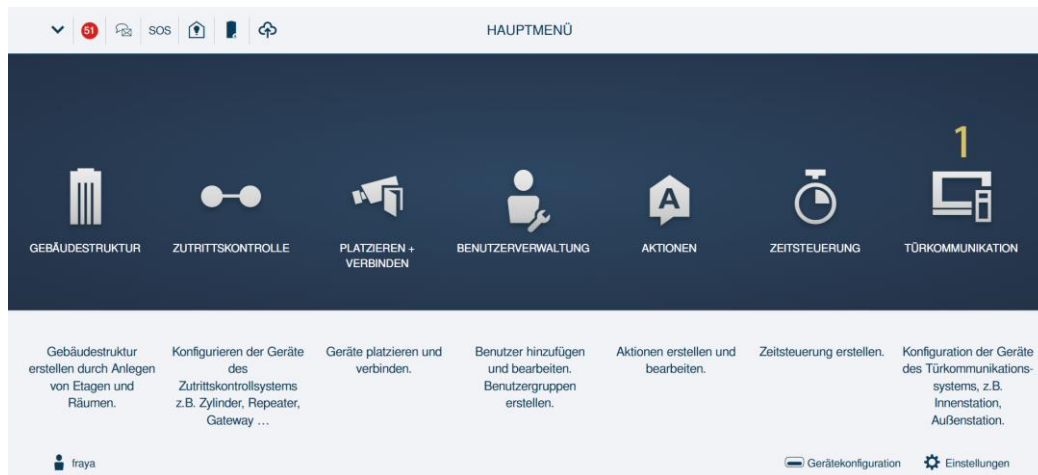 51 SOS HAUPTMENÜ
1
GEBÄUDESTRUKTUR
ZUTRITTSKONTROLLE
PLATZIEREN +
VERBINDEN
BENUTZERVERWALTUNG
A
AKTIONEN
ZEITSTEUERUNG
TÜRKOMMUNIKATION
Gebäudestruktur
erstellen durch Anlegen
von Etagen und
Räumen.
Konfigurieren der Geräte
des
Zutrittskontrollsystems
z.B. Zylinder, Repeater,
Gateway ...
Geräte platzieren und
verbinden.
Benutzer hinzufügen
und bearbeiten.
Benutzergruppen
erstellen.
Aktionen erstellen und
bearbeiten.
Zeitsteuerung erstellen.
Konfiguration der Geräte
des Türkommunikations-
systems, z.B.
Innenstation,
Außenstation.
fraya
Gerätekonfiguration
Einstellungen